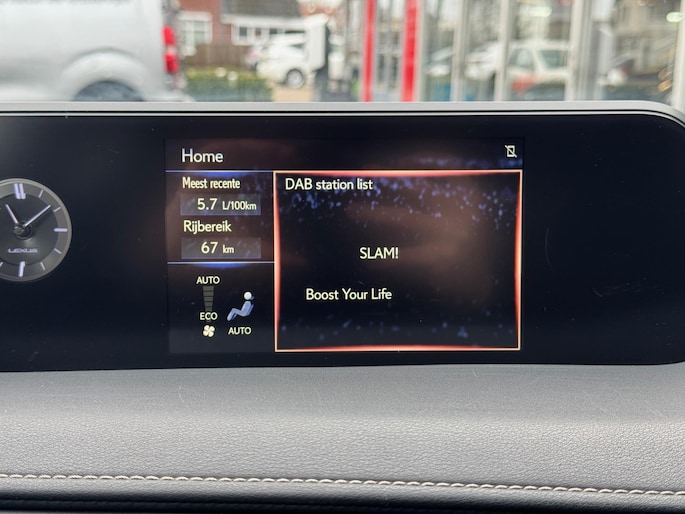 Home
Meest recente
5.7 L/100km
Rijbereik
67 km
AUTO
ECO
AUTO
DAB station list
SLAM!
Boost Your Life
LEXUS